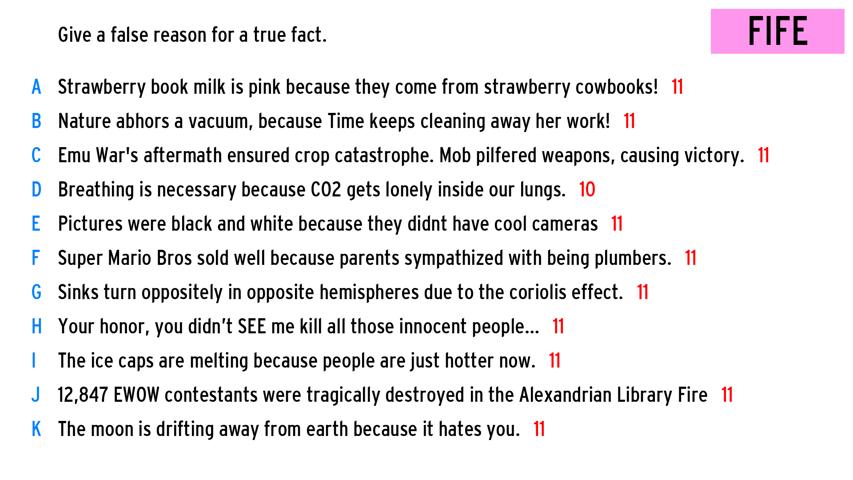 Give a false reason for a true fact.
FIFE
A Strawberry book milk is pink because they come from strawberry cowbooks! 11
B Nature abhors a vacuum, because Time keeps cleaning away her work! 11
C Emu War's aftermath ensured crop catastrophe. Mob pilfered weapons, causing victory. 11
D Breathing is necessary because CO2 gets lonely inside our lungs. 10
E Pictures were black and white because they didnt have cool cameras 11
F Super Mario Bros sold well because parents sympathized with being plumbers. 11
G Sinks turn oppositely in opposite hemispheres due to the coriolis effect. 11
H Your honor, you didn't SEE me kill all those innocent people... 11
I The ice caps are melting because people are just hotter now. 11
J 12,847 EWOW contestants were tragically destroyed in the Alexandrian Library Fire 11
K The moon is drifting away from earth because it hates you. 11